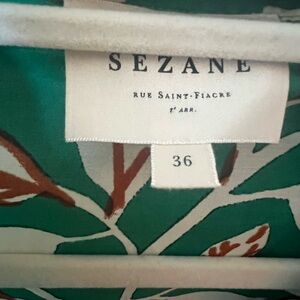 SEZANE
RUE SAINT-FIACRE
2e ARR.
36